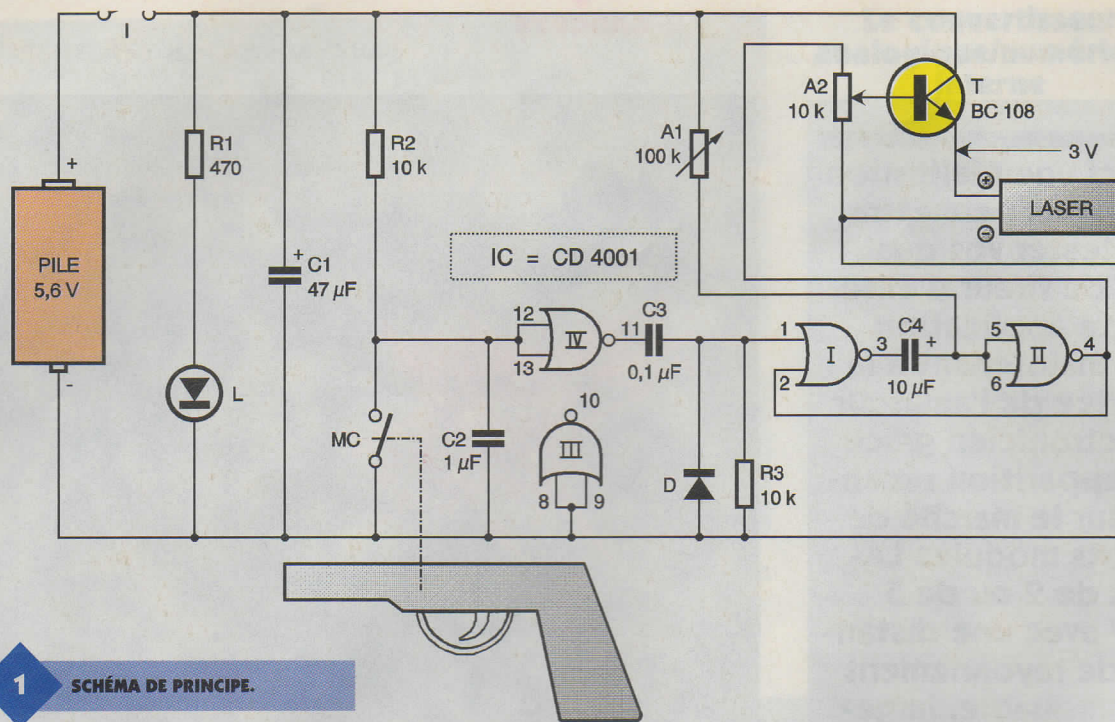 I
+
PILE
5,6 V
-
R1
470
L
+
C1
47 µF
R2
10 k
MC
C2
1 µF
IC = CD 4001
12
13
IV
11
C3
0,1 µF
10
III
8
9
A1
100 k
D
R3
10 k
1
2
I
3
C4
+
10 µF
5
6
II
4
A2
10 k
T
BC 108
3 V
+
LASER
-
1 SCHÉMA DE PRINCIPE.